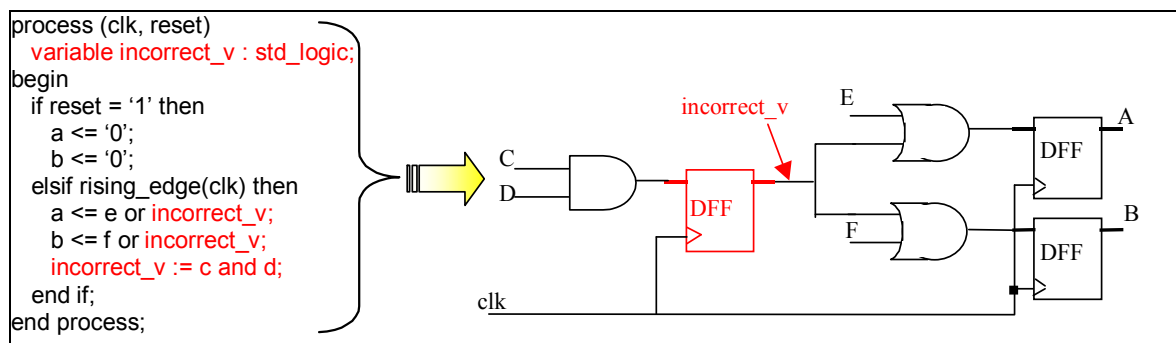 process (clk, reset)
variable incorrect_v : std_logic;
begin
if reset = ‘1’ then
a <= ‘0’;
b <= ‘0’;
elsif rising_edge(clk) then
a <= e or incorrect_v;
b <= f or incorrect_v;
incorrect_v := c and d;
end if;
end process;
incorrect_v
E
A
C
D
DFF
DFF
F
B
DFF
clk